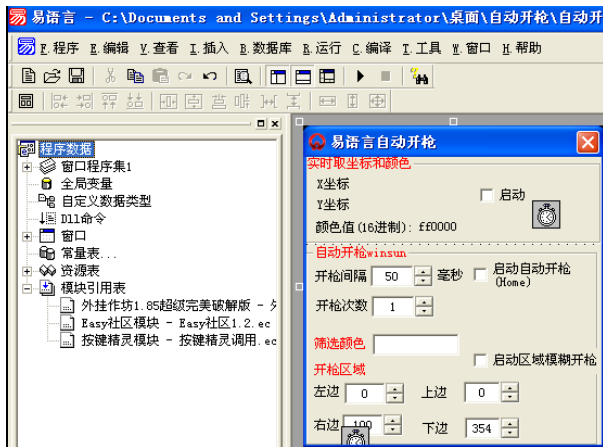 易语言 - C:\Documents and Settings\Administrator\桌面\自动开枪\自动开
F.程序 E.编辑 V.查看 I.插入 B.数据库 R.运行 C.编译 T.工具 W.窗口 H.帮助
程序数据
窗口程序集1
全局变量
自定义数据类型
Dll命令
窗口
常量表...
资源表
模块引用表
外挂作坊1.85超级完美破解版 -
Easy社区模块 - Easy社区1.2.ec
按键精灵模块 - 按键精灵调用.ec
易语言自动开枪
实时取坐标和颜色
X坐标
Y坐标
启动
颜色值(16进制): ff0000
自动开枪winsun
开枪间隔 50 毫秒 启动自动开枪
(Home)
开枪次数 1
筛选颜色
启动区域模糊开枪
开枪区域
左边 0 上边 0
右边 100 下边 354